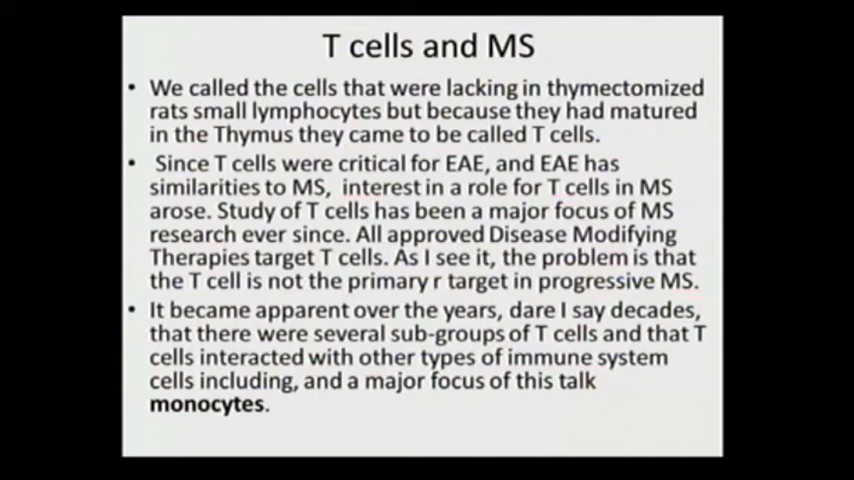 T cells and MS
• We called the cells that were lacking in thymectomized
rats small lymphocytes but because they had matured
in the Thymus they came to be called T cells.
• Since T cells were critical for EAE, and EAE has
similarities to MS, interest in a role for T cells in MS
arose. Study of T cells has been a major focus of MS
research ever since. All approved Disease Modifying
Therapies target T cells. As I see it, the problem is that
the T cell is not the primary r target in progressive MS.
• It became apparent over the years, dare I say decades,
that there were several sub-groups of T cells and that T
cells interacted with other types of immune system
cells including, and a major focus of this talk
monocytes.